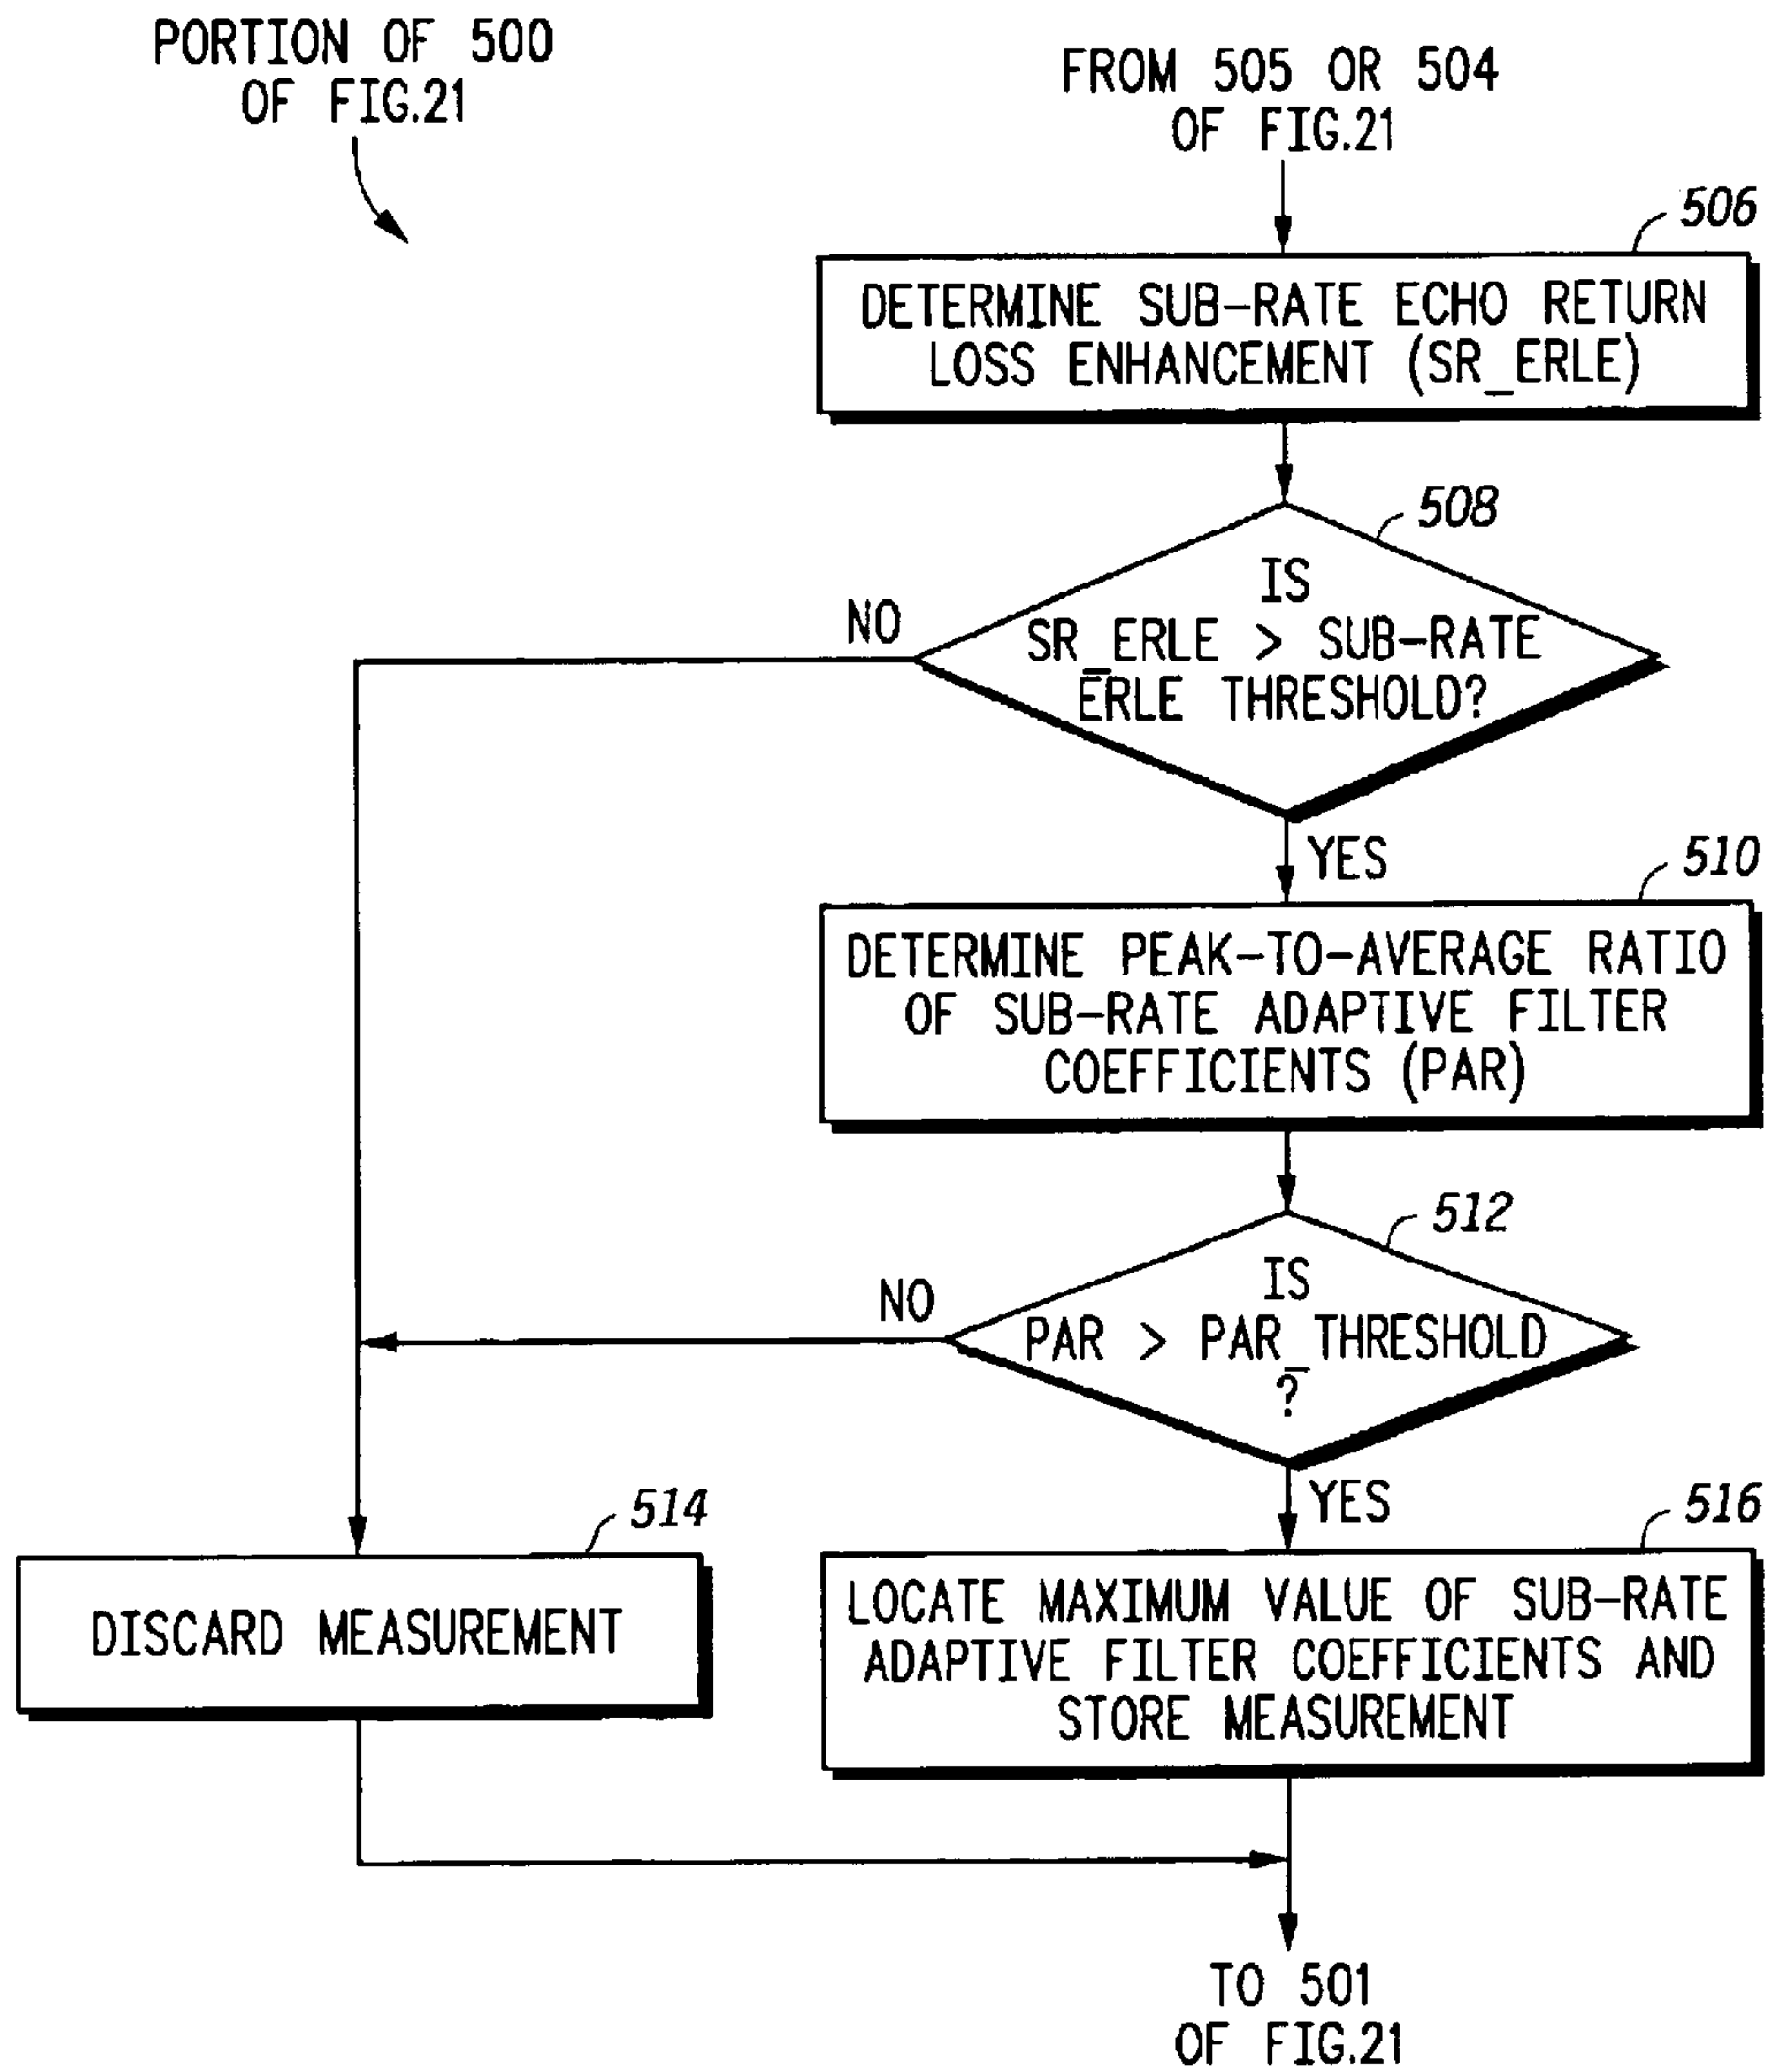 PORTION OF 500
OF FIG.21
FROM 505 OR 504
OF FIG.21
506
DETERMINE SUB-RATE ECHO RETURN
LOSS ENHANCEMENT (SR_ERLE)
508
IS
SR_ERLE > SUB-RATE
ERLE THRESHOLD?
NO
YES
510
DETERMINE PEAK-TO-AVERAGE RATIO
OF SUB-RATE ADAPTIVE FILTER
COEFFICIENTS (PAR)
512
IS
PAR > PAR_THRESHOLD
?
NO
YES
514
DISCARD MEASUREMENT
516
LOCATE MAXIMUM VALUE OF SUB-RATE
ADAPTIVE FILTER COEFFICIENTS AND
STORE MEASUREMENT
TO 501
OF FIG.21